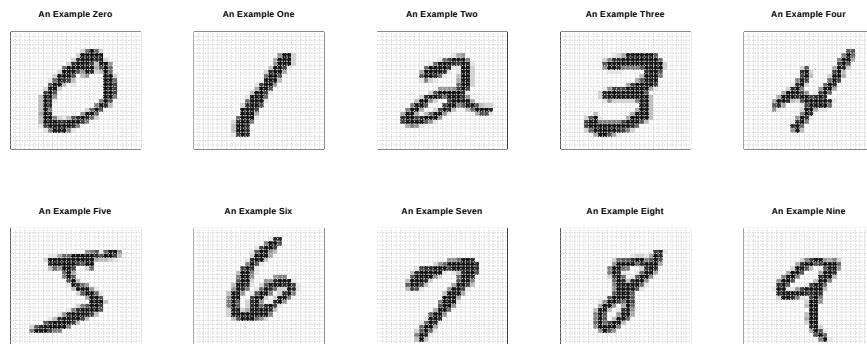 An Example Zero
An Example One
An Example Two
An Example Three
An Example Four
0
1
2
3
4
An Example Five
An Example Six
An Example Seven
An Example Eight
An Example Nine
5
6
7
8
9